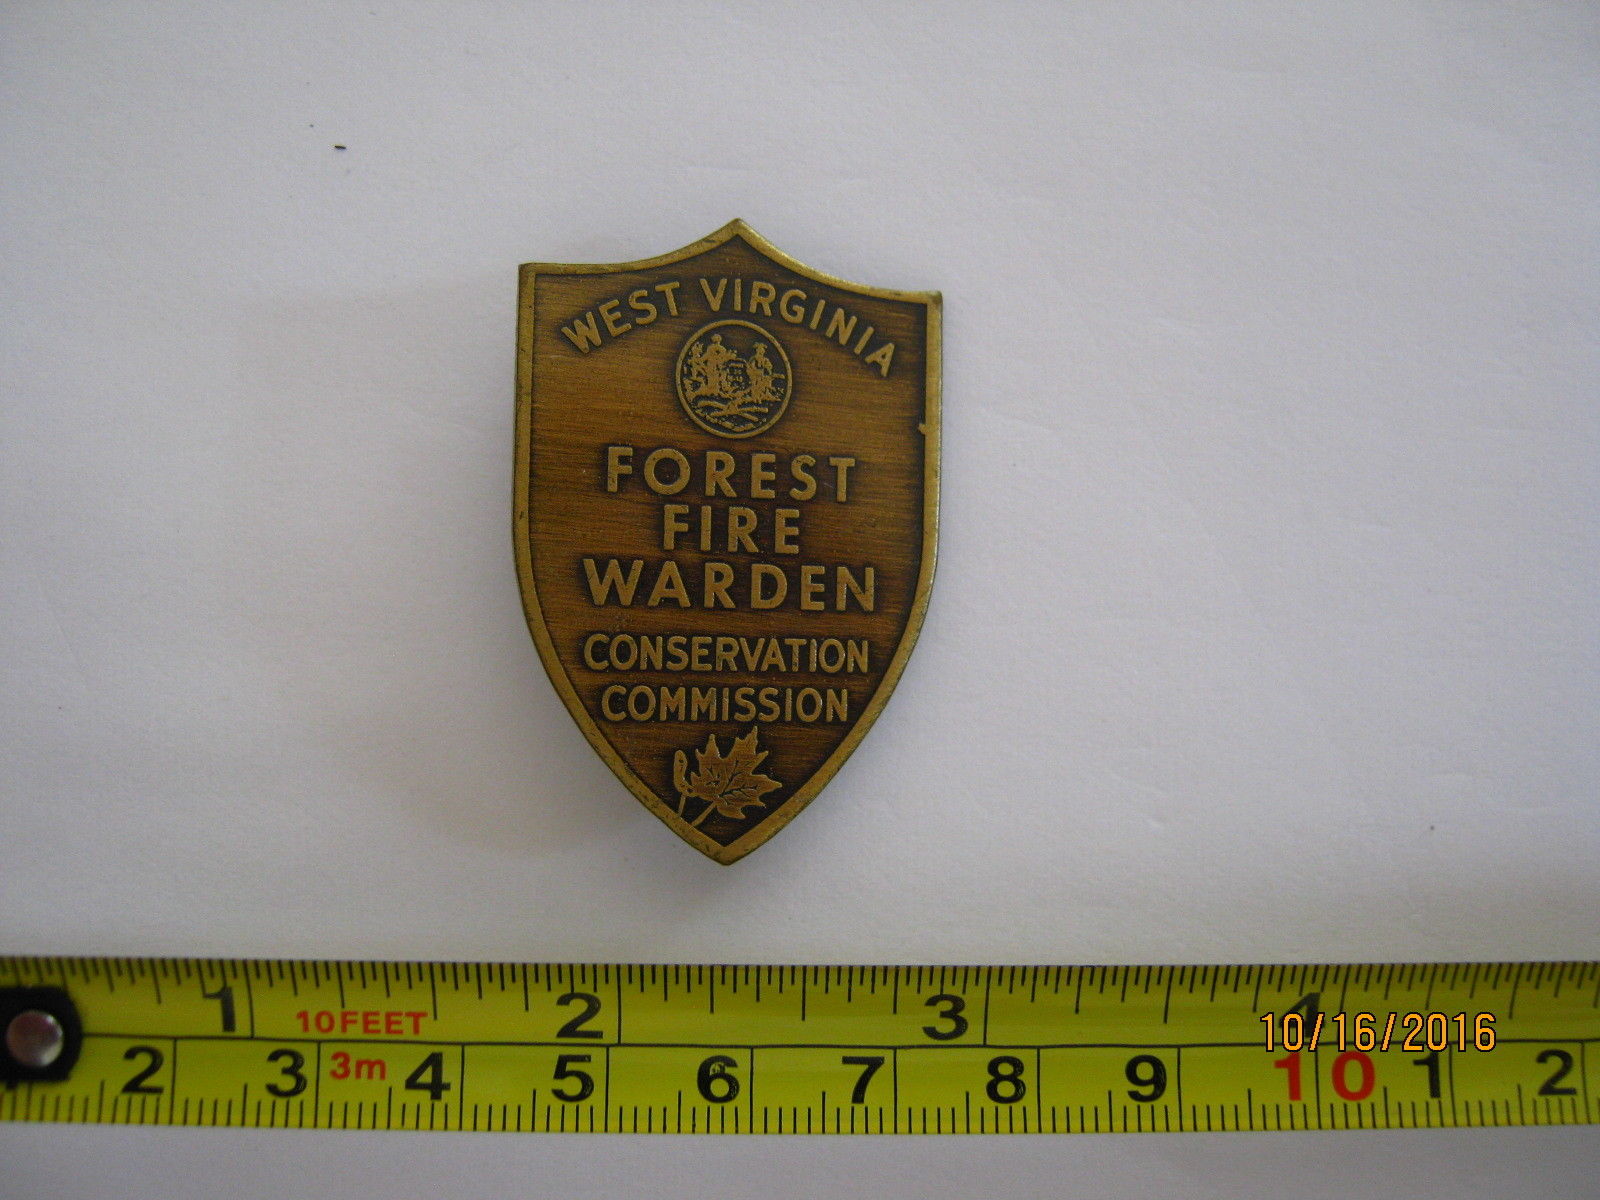 WEST VIRGINIA
FOREST
FIRE
WARDEN
CONSERVATION
COMMISSION
1 10FEET 2 3 4
10/16/2016
2 3 3m 4 5 6 7 8 9 10 1 2